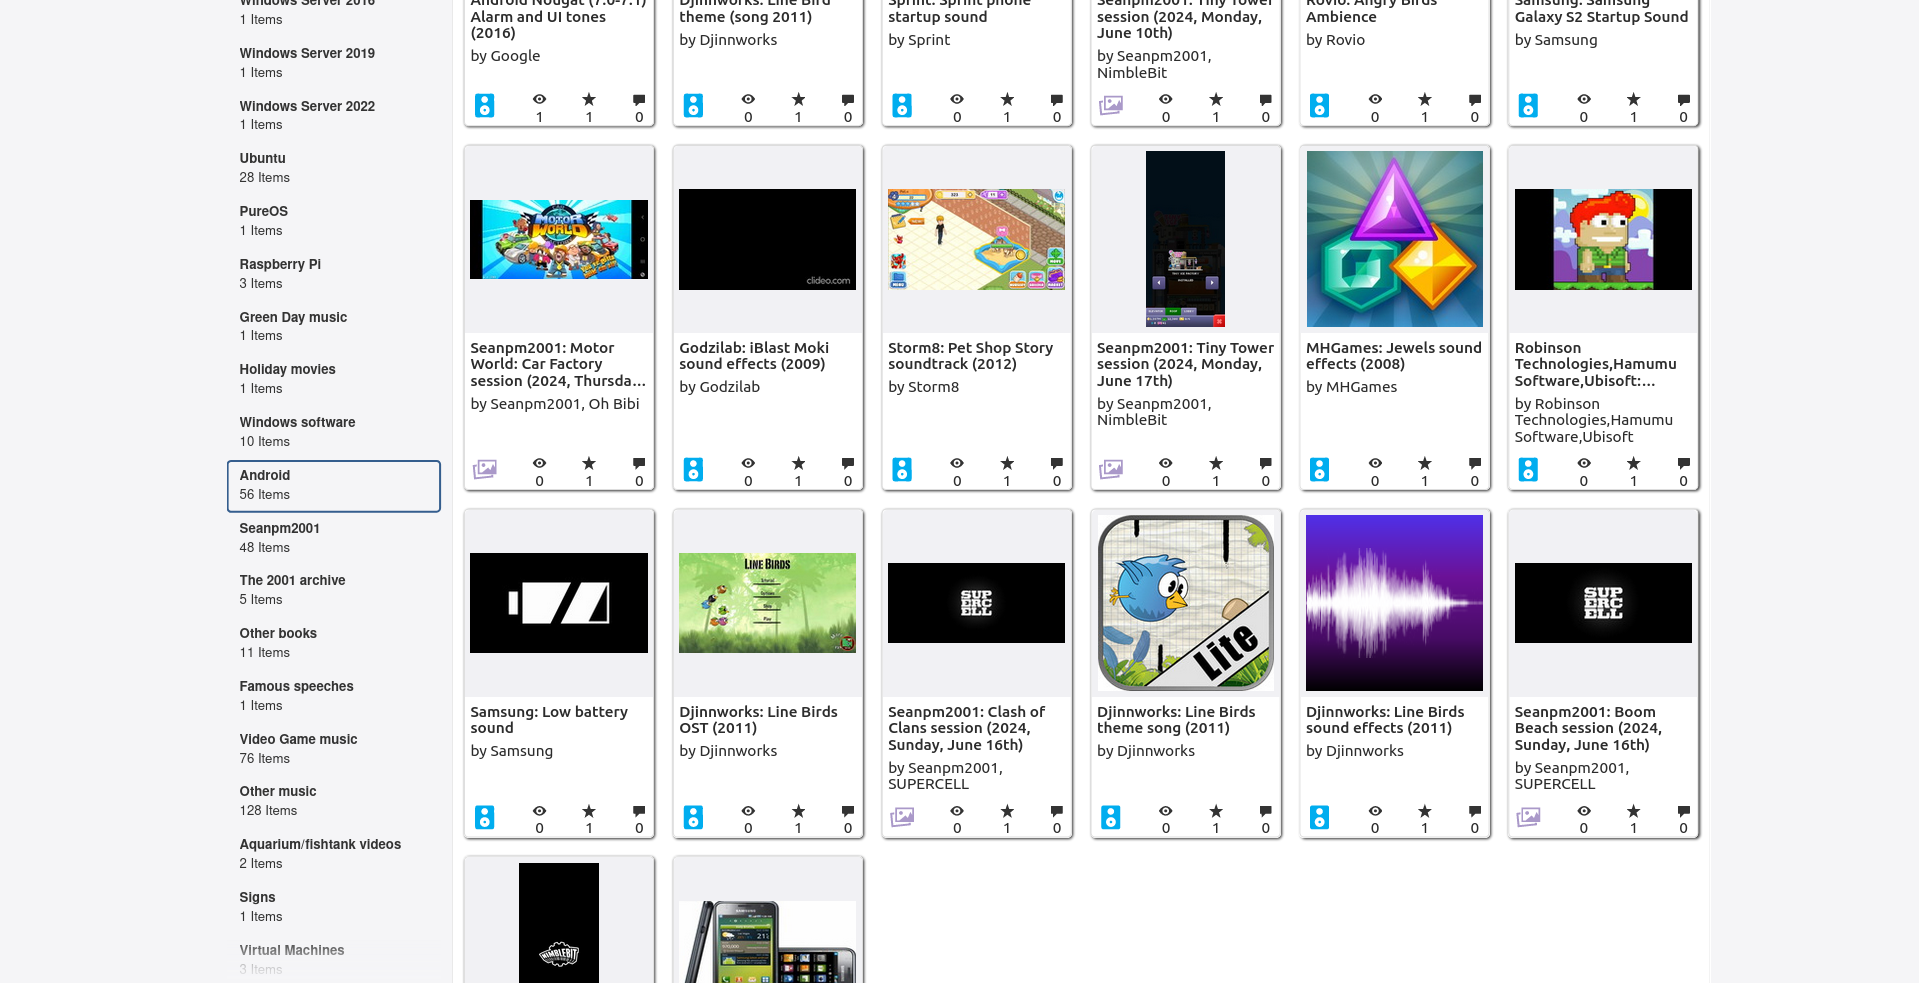 Windows Server 2016
1 Items
Windows Server 2019
1 Items
Windows Server 2022
1 Items
Ubuntu
28 Items
PureOS
1 Items
Raspberry Pi
3 Items
Green Day music
1 Items
Holiday movies
1 Items
Windows software
10 Items
Android
56 Items
Seanpm2001
48 Items
The 2001 archive
5 Items
Other books
11 Items
Famous speeches
1 Items
Video Game music
76 Items
Other music
128 Items
Aquarium/fishtank videos
2 Items
Signs
1 Items
Virtual Machines
3 Items
Android Nougat (7.0-7.1)
Alarm and UI tones
(2016)
by Google
1 1 0
Djinnworks: Line Bird
theme (song 2011)
by Djinnworks
0 1 0
Sprint: Sprint phone
startup sound
by Sprint
0 1 0
Seanpm2001: Tiny Tower
session (2024, Monday,
June 10th)
by Seanpm2001,
NimbleBit
0 1 0
Rovio: Angry Birds
Ambience
by Rovio
0 1 0
Samsung: Samsung
Galaxy S2 Startup Sound
by Samsung
0 1 0
MOTOR
WORLD
Seanpm2001: Motor
World: Car Factory
session (2024, Thursda...
by Seanpm2001, Oh Bibi
0 1 0
clideo.com
Godzilab: iBlast Moki
sound effects (2009)
by Godzilab
0 1 0
Storm8: Pet Shop Story
soundtrack (2012)
by Storm8
0 1 0
Seanpm2001: Tiny Tower
session (2024, Monday,
June 17th)
by Seanpm2001,
NimbleBit
0 1 0
MHGames: Jewels sound
effects (2008)
by MHGames
0 1 0
Robinson
Technologies,Hamumu
Software,Ubisoft:...
by Robinson
Technologies,Hamumu
Software,Ubisoft
0 1 0
Samsung: Low battery
sound
by Samsung
0 1 0
LINE BIRDS
Djinnworks: Line Birds
OST (2011)
by Djinnworks
0 1 0
SUP
ERC
ELL
Seanpm2001: Clash of
Clans session (2024,
Sunday, June 16th)
by Seanpm2001,
SUPERCELL
0 1 0
Lite
Djinnworks: Line Birds
theme song (2011)
by Djinnworks
0 1 0
Djinnworks: Line Birds
sound effects (2011)
by Djinnworks
0 1 0
SUP
ERC
ELL
Seanpm2001: Boom
Beach session (2024,
Sunday, June 16th)
by Seanpm2001,
SUPERCELL
0 1 0
NIMBLEBIT
SAMSUNG